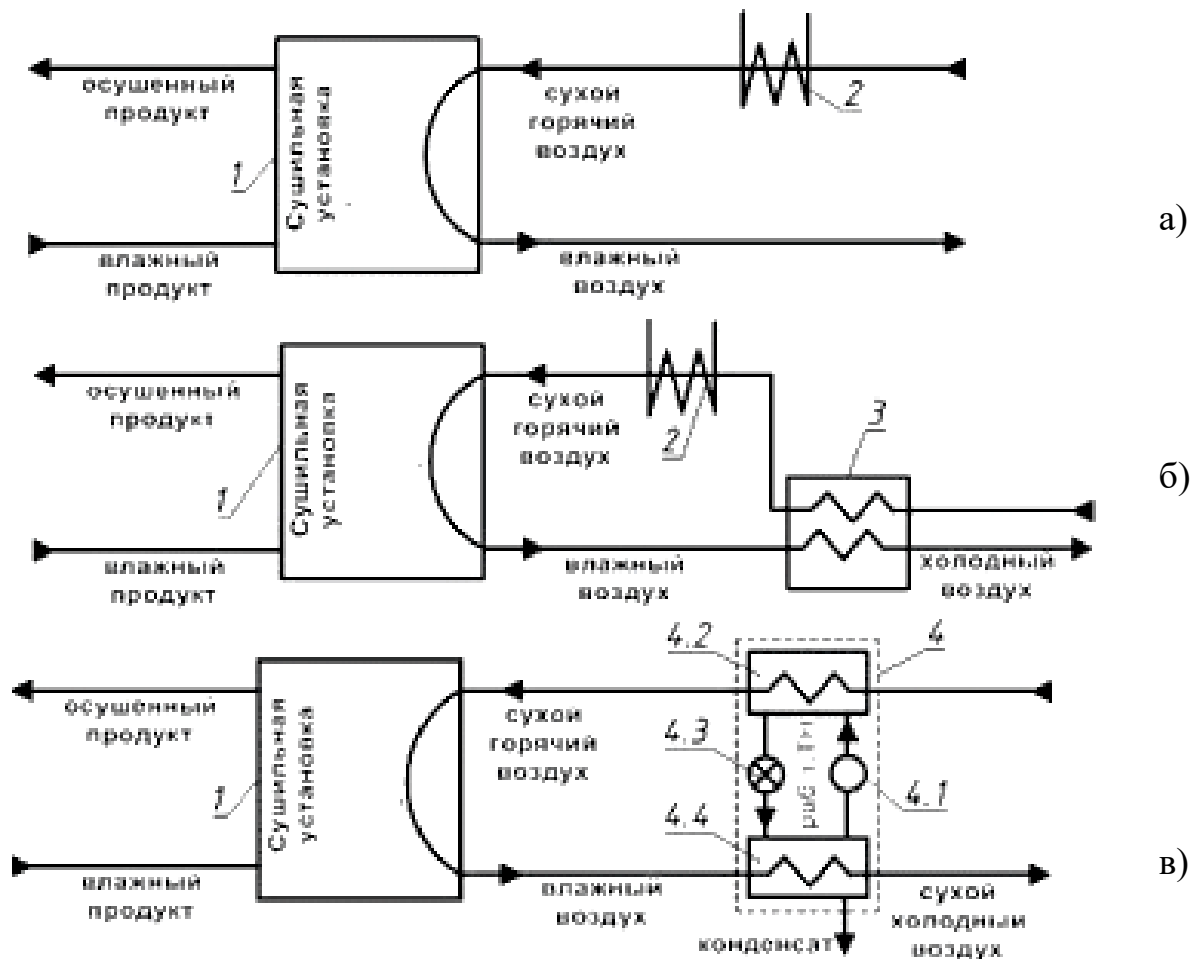 осушенный
продукт
1
Сушильная
установка
сухой
горячий
воздух
2
влажный
продукт
влажный
воздух
а)
осушенный
продукт
1
Сушильная
установка
сухой
горячий
воздух
2
3
влажный
продукт
влажный
воздух
холодный
воздух
б)
осушенный
продукт
1
Сушильная
установка
сухой
горячий
воздух
4.2
4
4.3
4.1
4.4
влажный
продукт
влажный
воздух
сухой
холодный
воздух
конденсат
в)